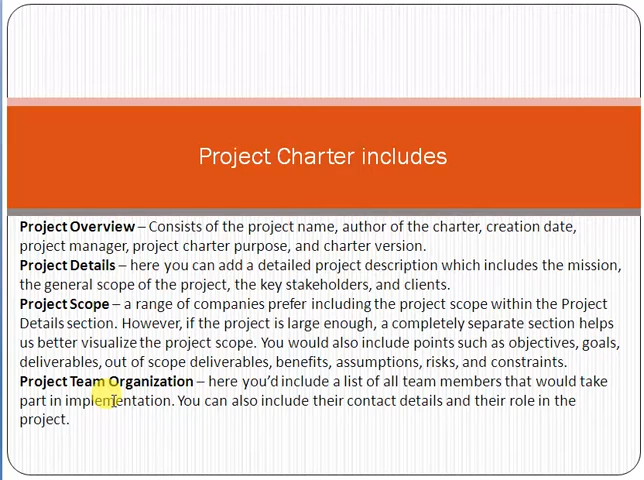 Project Charter includes
Project Overview – Consists of the project name, author of the charter, creation date,
project manager, project charter purpose, and charter version.
Project Details – here you can add a detailed project description which includes the mission,
the general scope of the project, the key stakeholders, and clients.
Project Scope – a range of companies prefer including the project scope within the Project
Details section. However, if the project is large enough, a completely separate section helps
us better visualize the project scope. You would also include points such as objectives, goals,
deliverables, out of scope deliverables, benefits, assumptions, risks, and constraints.
Project Team Organization – here you'd include a list of all team members that would take
part in implementation. You can also include their contact details and their role in the
project.